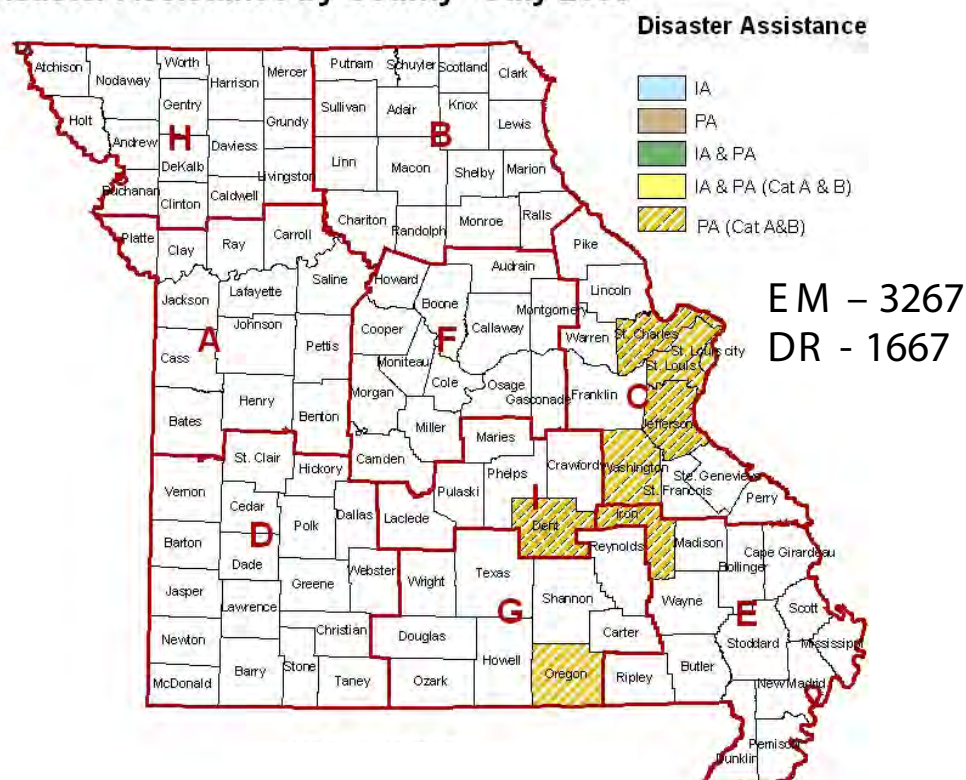 Disaster Assistance
IA
PA
IA & PA
IA & PA (Cat A & B)
PA (Cat A&B)
EM – 3267
DR - 1667
Atchison
Nodaway
Worth
Harrison
Mercer
Putnam
Schuyler
Scotland
Clark
Gentry
Sullivan
Adair
Knox
Lewis
Holt
Grundy
H
B
Andrew
DeKalb
Daviess
Linn
Macon
Shelby
Marion
Livingston
Buchanan
Clinton
Caldwell
Chariton
Randolph
Monroe
Ralls
Platte
Clay
Ray
Carroll
Pike
Audrain
Saline
Howard
Lincoln
Jackson
Lafayette
Boone
Montgomery
A
Johnson
Cooper
F
Callaway
Warren
St. Charles
St. Louis city
St. Louis
Cass
Pettis
Moniteau
Cole
Osage
Gasconade
Franklin
C
Morgan
Henry
Benton
Miller
Jefferson
Bates
Maries
St. Clair
Hickory
Camden
Phelps
Crawford
Washington
Ste. Genevieve
St. Francois
Perry
Vernon
Pulaski
I
Cedar
Polk
Dallas
Laclede
Dent
Iron
D
Barton
Reynolds
Madison
Cape Girardeau
Bollinger
Dade
Webster
Wright
Texas
Jasper
Greene
Shannon
Wayne
E
Scott
Lawrence
G
Newton
Christian
Douglas
Carter
Stoddard
Mississippi
McDonald
Barry
Stone
Taney
Ozark
Howell
Oregon
Ripley
Butler
New Madrid
Pemiscot
Dunklin